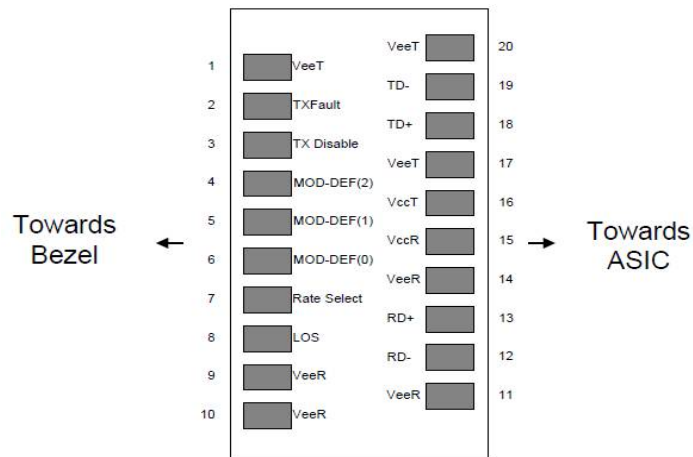 VeeT 20
1 VeeT
TD- 19
2 TXFault
TD+ 18
3 TX Disable
VeeT 17
4 MOD-DEF(2)
VccT 16
5 MOD-DEF(1)
Towards
Bezel
VccR 15
Towards
ASIC
6 MOD-DEF(0)
VeeR 14
7 Rate Select
RD+ 13
8 LOS
RD- 12
9 VeeR
VeeR 11
10 VeeR